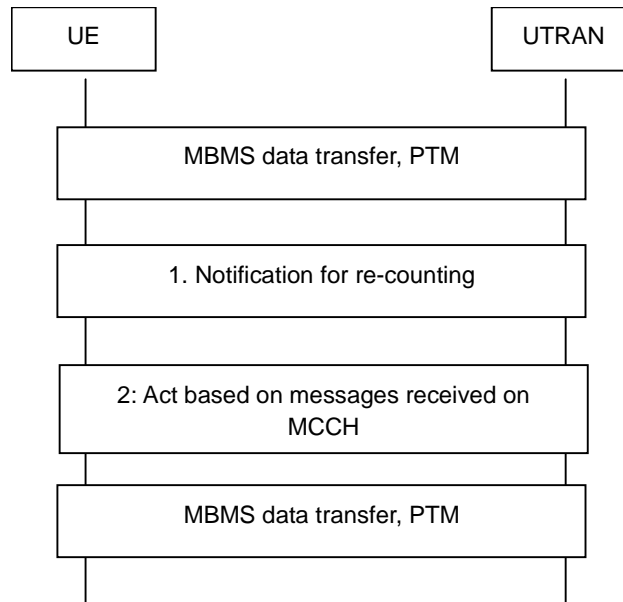 UE
UTRAN
MBMS data transfer, PTM
1. Notification for re-counting
2: Act based on messages received on
MCCH
MBMS data transfer, PTM